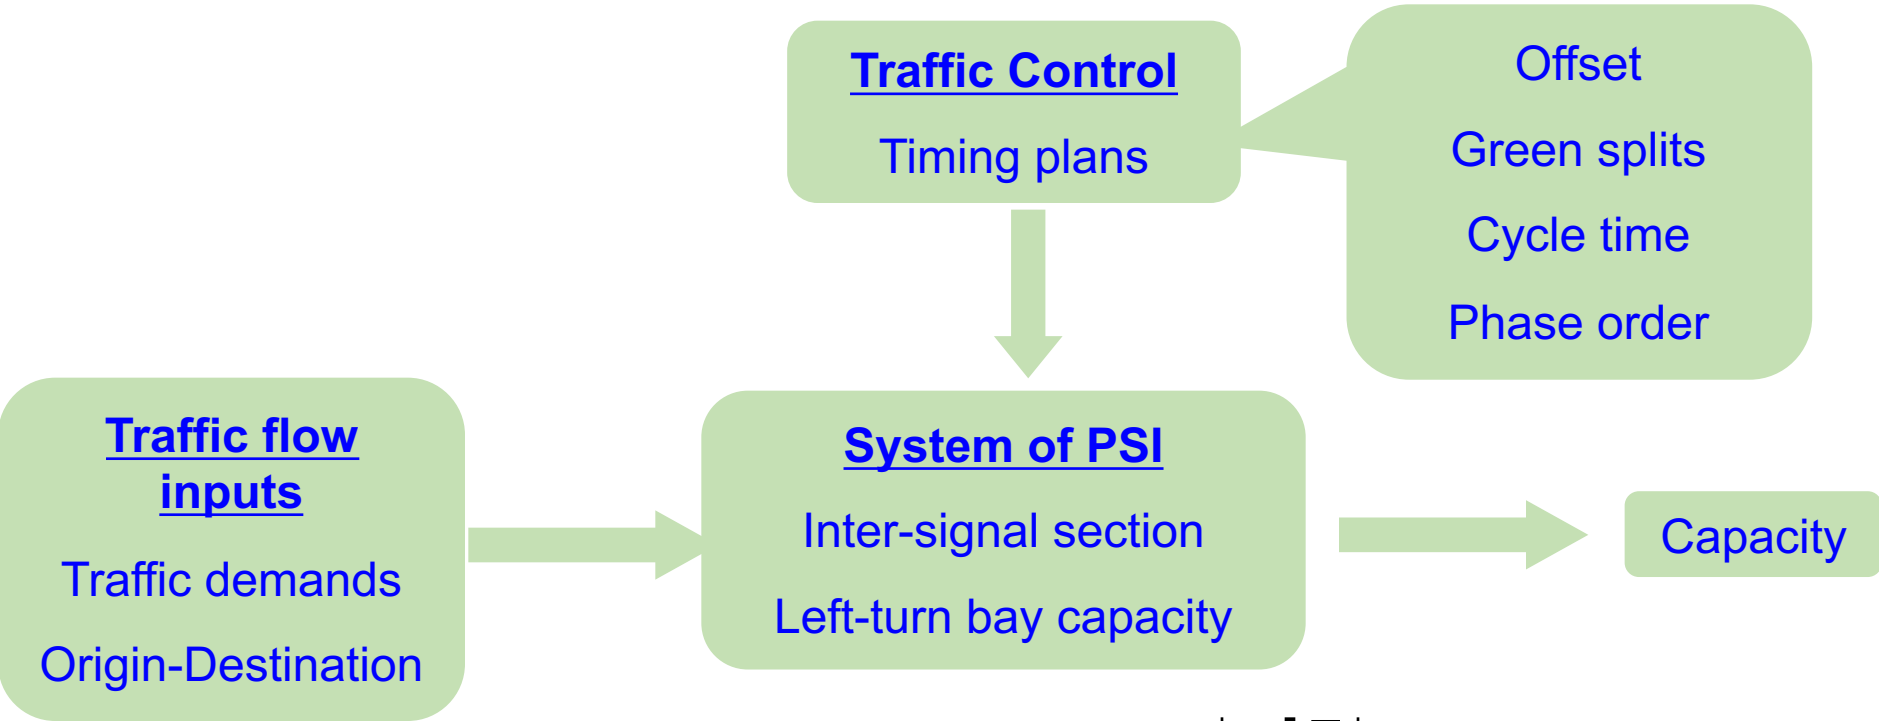 Traffic Control
Timing plans
Offset
Green splits
Cycle time
Phase order
Traffic flow
inputs
Traffic demands
Origin-Destination
System of PSI
Inter-signal section
Left-turn bay capacity
Capacity